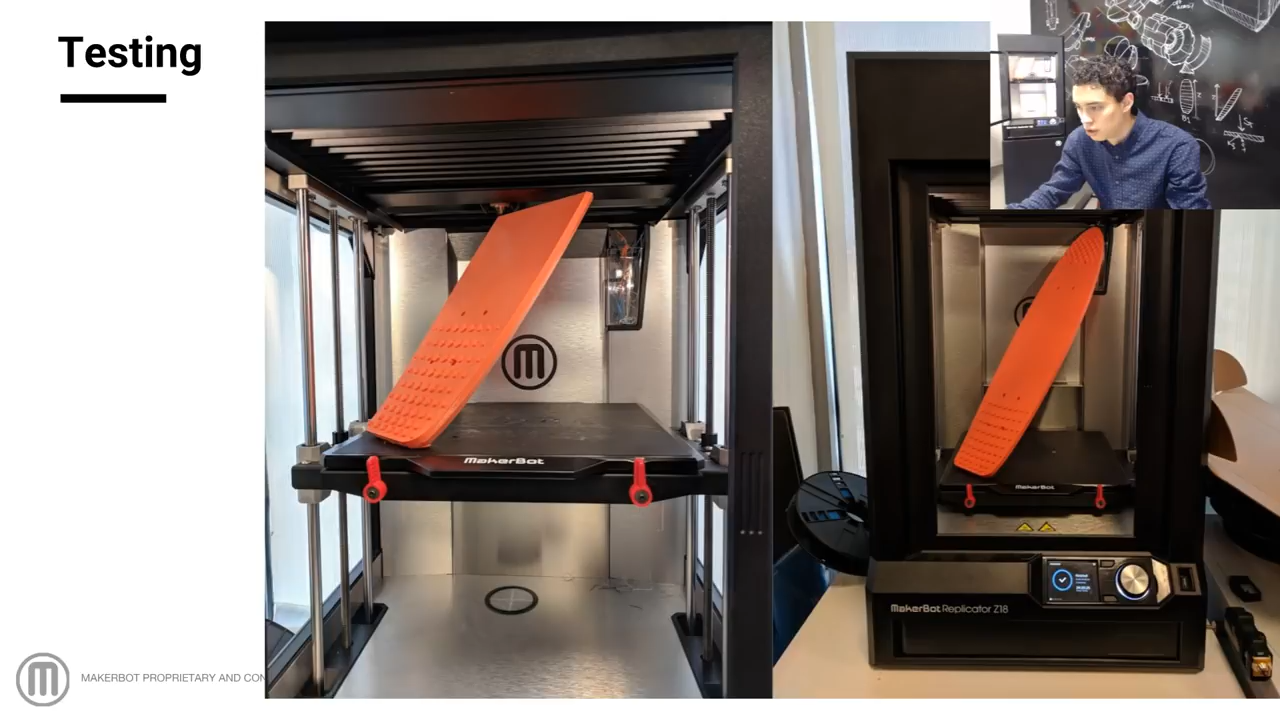 Testing
MakerBot
MakerBot
MakerBot Replicator Z18
MAKERBOT PROPRIETARY AND CON